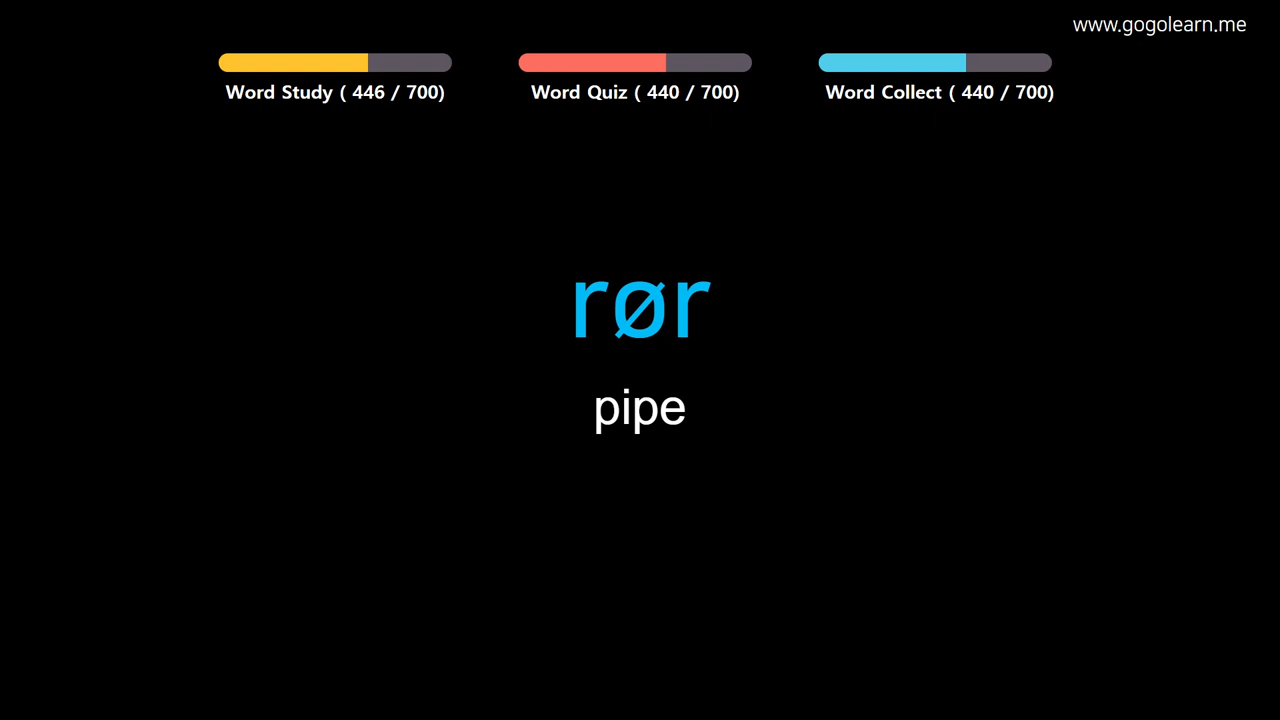 www.gogolearn.me
Word Study ( 446 / 700)
Word Quiz ( 440 / 700)
Word Collect ( 440 / 700)
rør
pipe